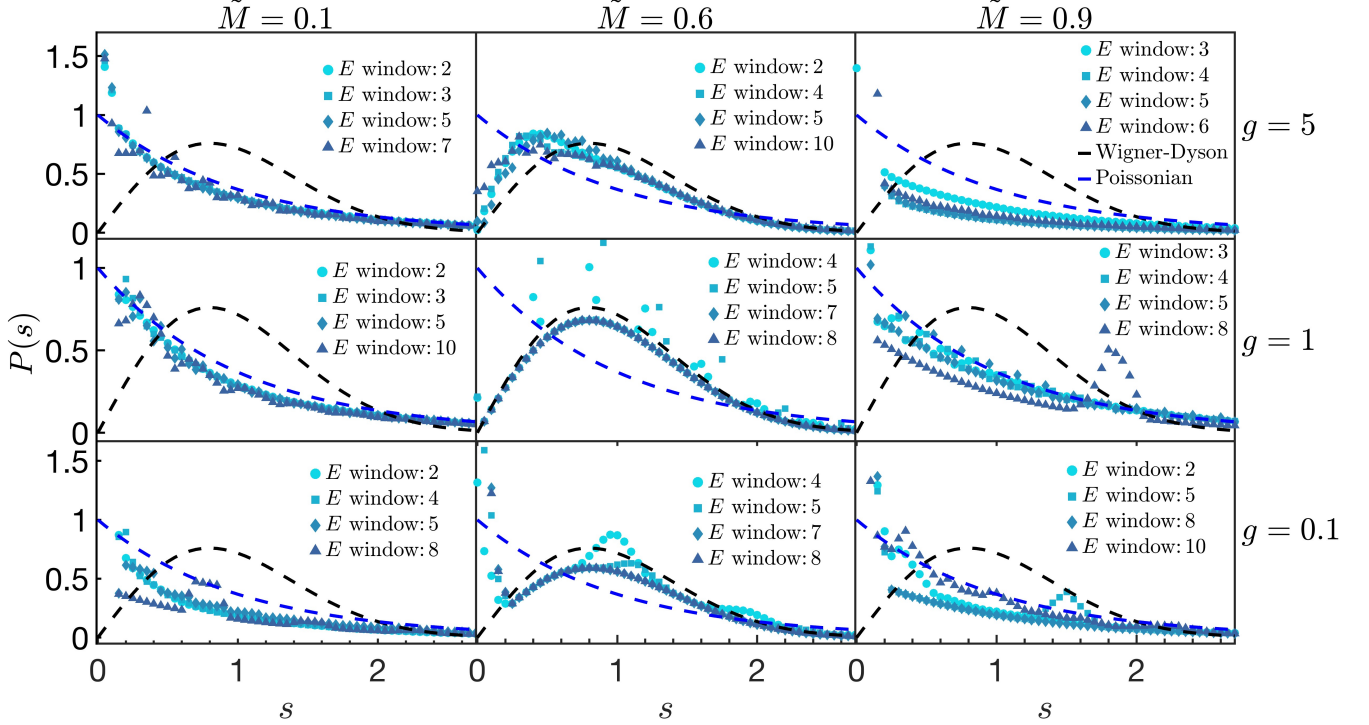 M̃ = 0.1 M̃ = 0.6 M̃ = 0.9
1.5
1
0.5
0
E window: 2
E window: 3
E window: 5
E window: 7
E window: 2
E window: 4
E window: 5
E window: 10
E window: 3
E window: 4
E window: 5
E window: 6
Wigner-Dyson
Poissonian
g = 5
P(s)
1
0.5
0
E window: 2
E window: 3
E window: 5
E window: 10
E window: 4
E window: 5
E window: 7
E window: 8
E window: 3
E window: 4
E window: 5
E window: 8
g = 1
1.5
1
0.5
0
E window: 2
E window: 4
E window: 5
E window: 8
E window: 4
E window: 5
E window: 7
E window: 8
E window: 2
E window: 5
E window: 8
E window: 10
g = 0.1
0 1 2 0 1 2 0 1 2
s s s